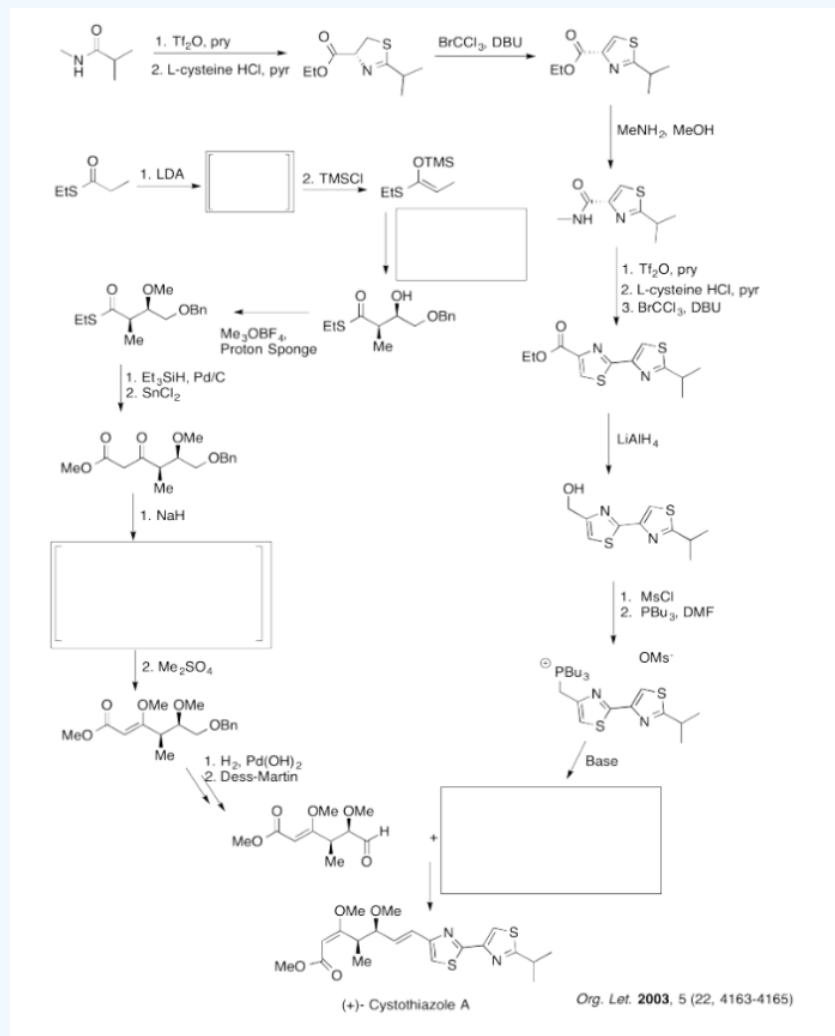 O
N
H
1. Tf₂O, pry
2. L-cysteine HCl, pyr
O
EtO
S
N
BrCCl₃, DBU
O
EtO
S
N
MeNH₂, MeOH
O
EtS
1. LDA
2. TMSCl
OTMS
EtS
O
NH
S
N
1. Tf₂O, pry
2. L-cysteine HCl, pyr
3. BrCCl₃, DBU
O
OMe
OBn
EtS
Me
Me₃OBF₄,
Proton Sponge
O
OH
OBn
EtS
Me
O
EtO
N
S
S
N
1. Et₃SiH, Pd/C
2. SnCl₂
LiAlH₄
O
O
OMe
OBn
MeO
Me
OH
N
S
S
N
1. NaH
1. MsCl
2. PBu₃, DMF
2. Me₂SO₄
⊖
PBu₃
OMs⁻
N
S
S
N
O
OMe OMe
OBn
MeO
Me
1. H₂, Pd(OH)₂
2. Dess-Martin
Base
O
OMe OMe
H
MeO
Me
O
+
OMe OMe
MeO
O
Me
N
S
S
N
(+)- Cystothiazole A
Org. Let. 2003, 5 (22, 4163-4165)